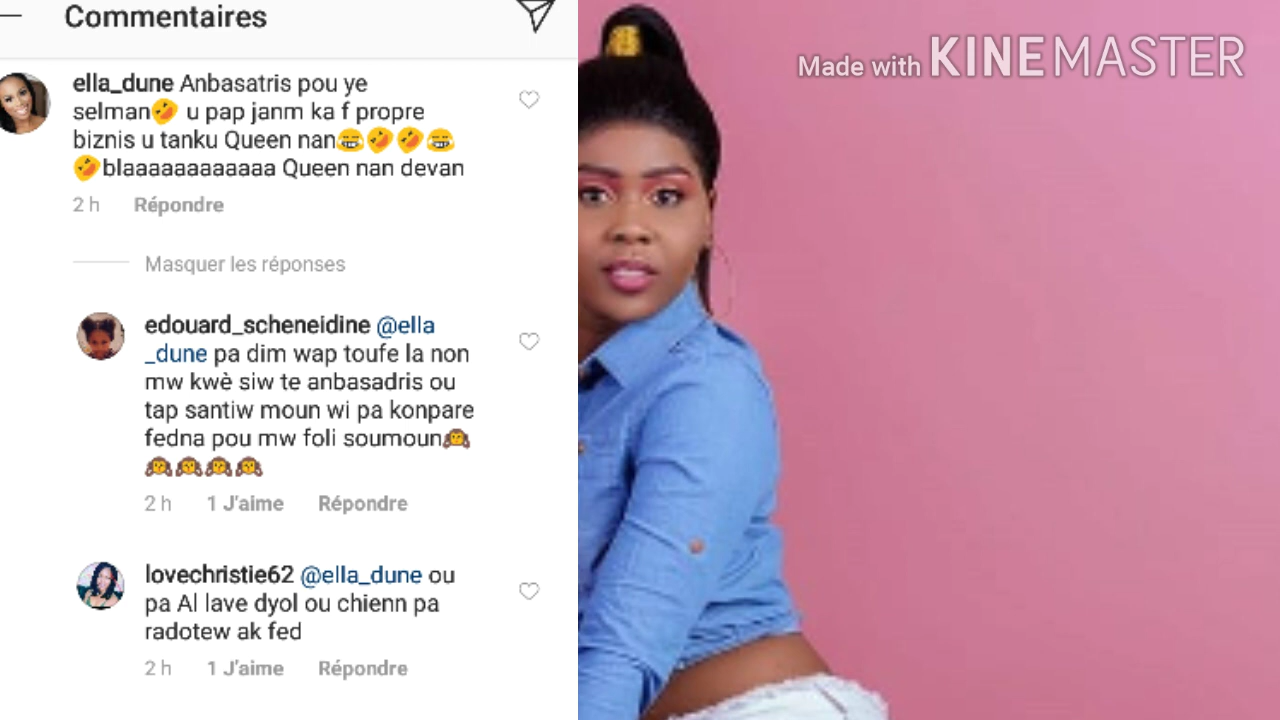 Commentaires
Made with KINEMASTER
ella_dune Anbasatris pou ye
selman🤣 u pap janm ka f propre
biznis u tanku Queen nan😂🤣🤣😂
🤣blaaaaaaaaaaaa Queen nan devan
2 h Répondre
Masquer les réponses
edouard_scheneidine @ella
_dune pa dim wap toufe la non
mw kwè siw te anbasadris ou
tap santiw moun wi pa konpare
fedna pou mw foli soumoun🙉
🙉🙉🙉🙉
2 h 1 J'aime Répondre
lovechristie62 @ella_dune ou
pa Al lave dyol ou chienn pa
radotew ak fed
2 h 1 J'aime Répondre